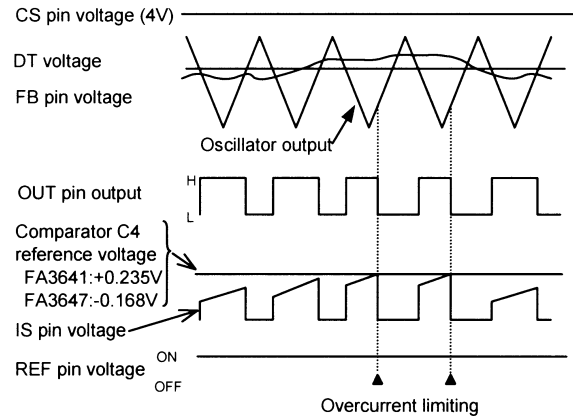 CS pin voltage (4V)
DT voltage
FB pin voltage
Oscillator output
OUT pin output
H
L
Comparator C4
reference voltage
FA3641:+0.235V
FA3647:-0.168V
IS pin voltage
REF pin voltage
ON
OFF
Overcurrent limiting